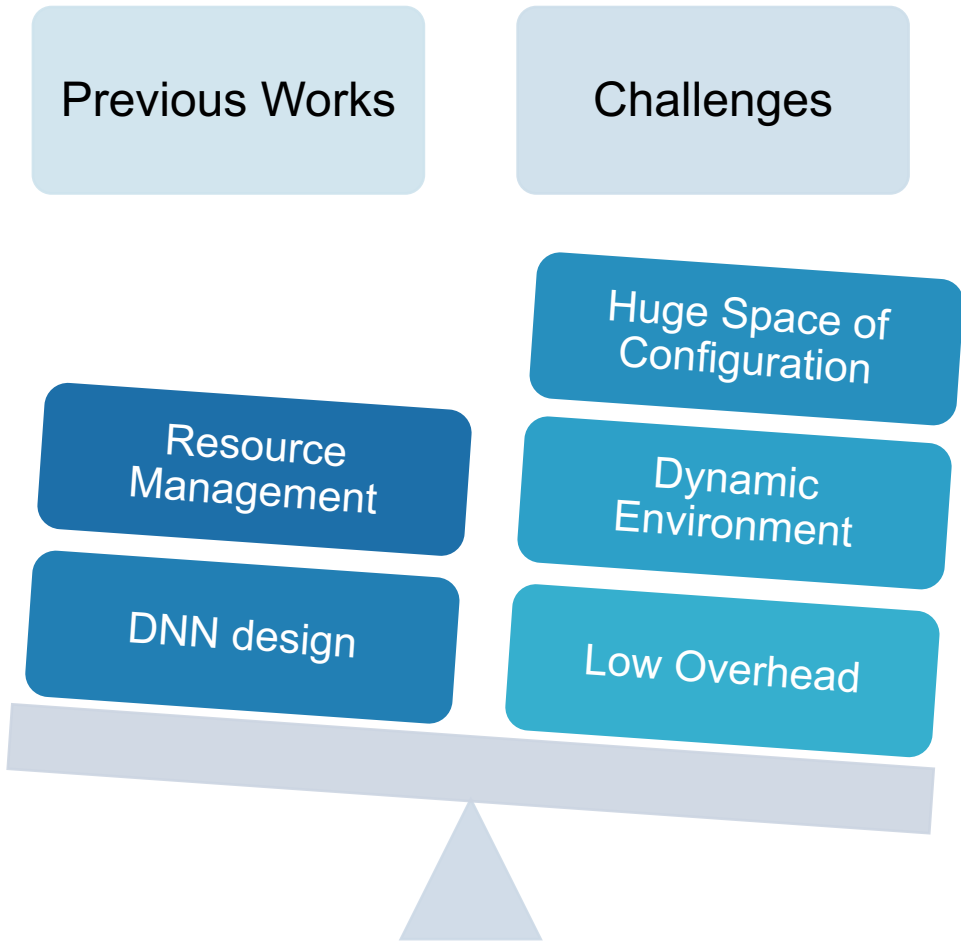 Previous Works
Challenges
Huge Space of
Configuration
Resource
Management
Dynamic
Environment
DNN design
Low Overhead